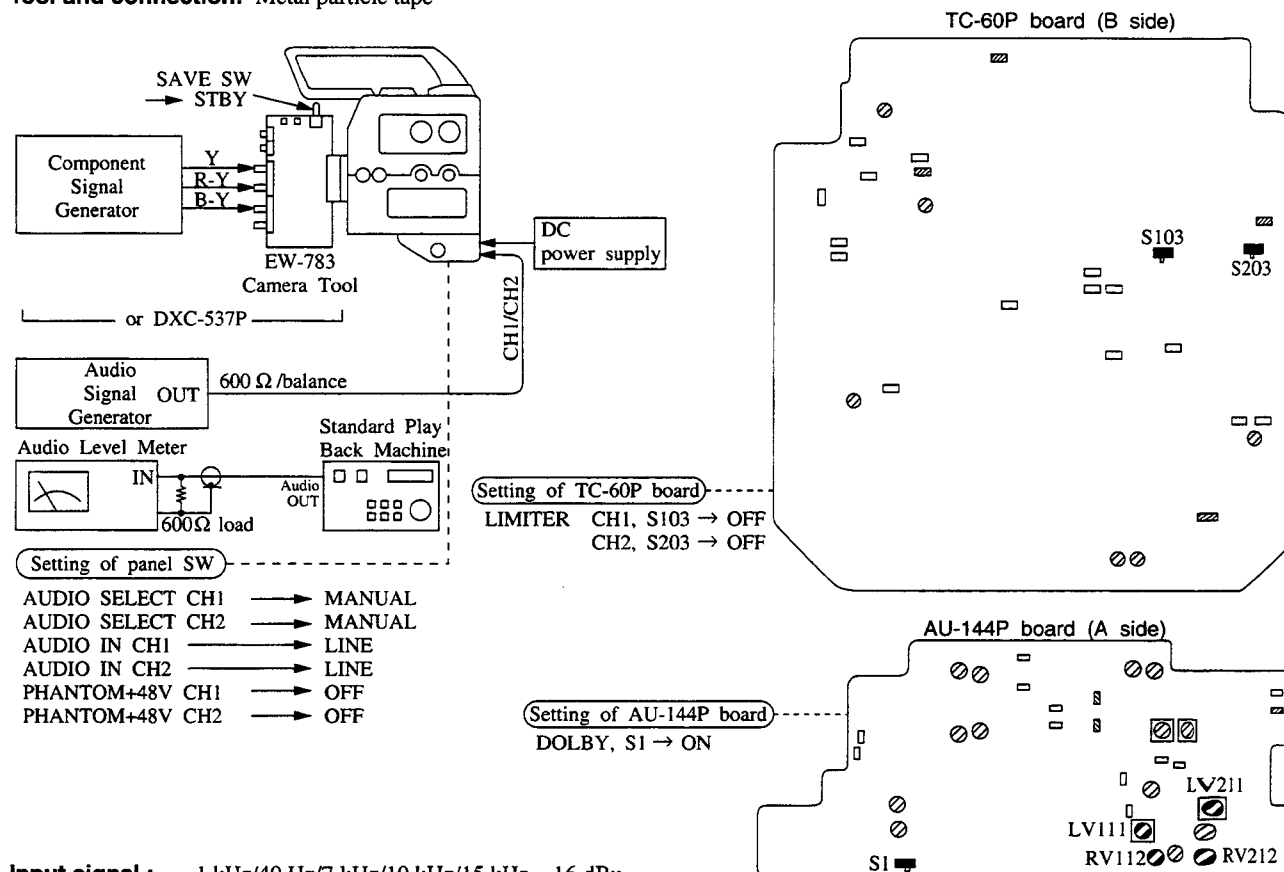 Tool and connection: Metal particle tape
TC-60P board (B side)
SAVE SW
→ STBY
Component
Signal
Generator
Y
R-Y
B-Y
EW-783
Camera Tool
or DXC-537P
DC
power supply
CH1/CH2
S103
S203
Audio
Signal
Generator
OUT
600 Ω /balance
Audio Level Meter
IN
600Ω load
Standard Play
Back Machine
Audio
OUT
Setting of TC-60P board
LIMITER CH1, S103 → OFF
CH2, S203 → OFF
Setting of panel SW
AUDIO SELECT CH1 → MANUAL
AUDIO SELECT CH2 → MANUAL
AUDIO IN CH1 → LINE
AUDIO IN CH2 → LINE
PHANTOM+48V CH1 → OFF
PHANTOM+48V CH2 → OFF
AU-144P board (A side)
Setting of AU-144P board
DOLBY, S1 → ON
LV211
LV111
RV112
RV212
S1
Input signal : 1 kHz/40 Hz/7 kHz/10 kHz/15 kHz